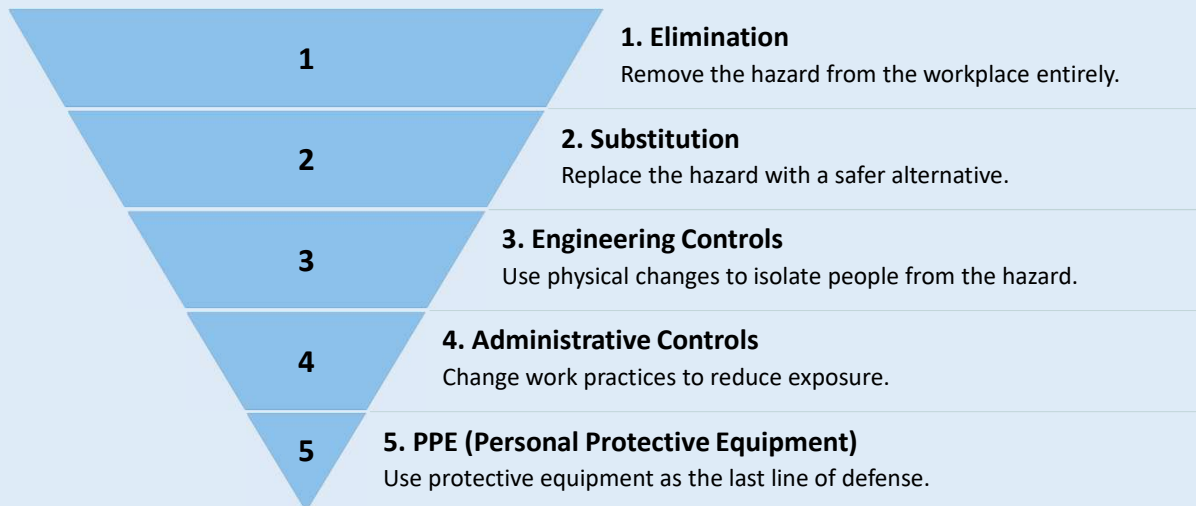 1
1. Elimination
Remove the hazard from the workplace entirely.
2
2. Substitution
Replace the hazard with a safer alternative.
3
3. Engineering Controls
Use physical changes to isolate people from the hazard.
4
4. Administrative Controls
Change work practices to reduce exposure.
5
5. PPE (Personal Protective Equipment)
Use protective equipment as the last line of defense.